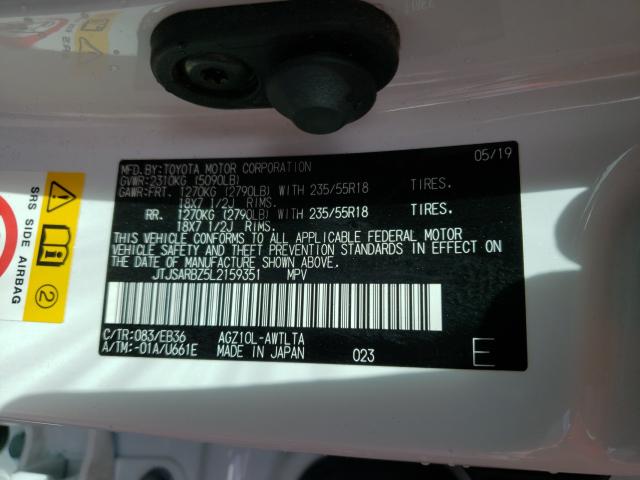 MFD. BY: TOYOTA MOTOR CORPORATION 05/19
GVWR: 2310KG (5090LB)
GAWR: FRT. 1270KG (2790LB) WITH 235/55R18 TIRES.
18X7 1/2J RIMS.
RR. 1270KG (2790LB) WITH 235/55R18 TIRES.
18X7 1/2J RIMS.
THIS VEHICLE CONFORMS TO ALL APPLICABLE FEDERAL MOTOR
VEHICLE SAFETY AND THEFT PREVENTION STANDARDS IN EFFECT ON
THE DATE OF MANUFACTURE SHOWN ABOVE.
JTJSARBZ5L2159351 MPV
C/TR: 083/EB36 AGZ10L-AWTLTA
A/TM: -01A/U661E MADE IN JAPAN 023
E
SRS SIDE AIRBAG
2